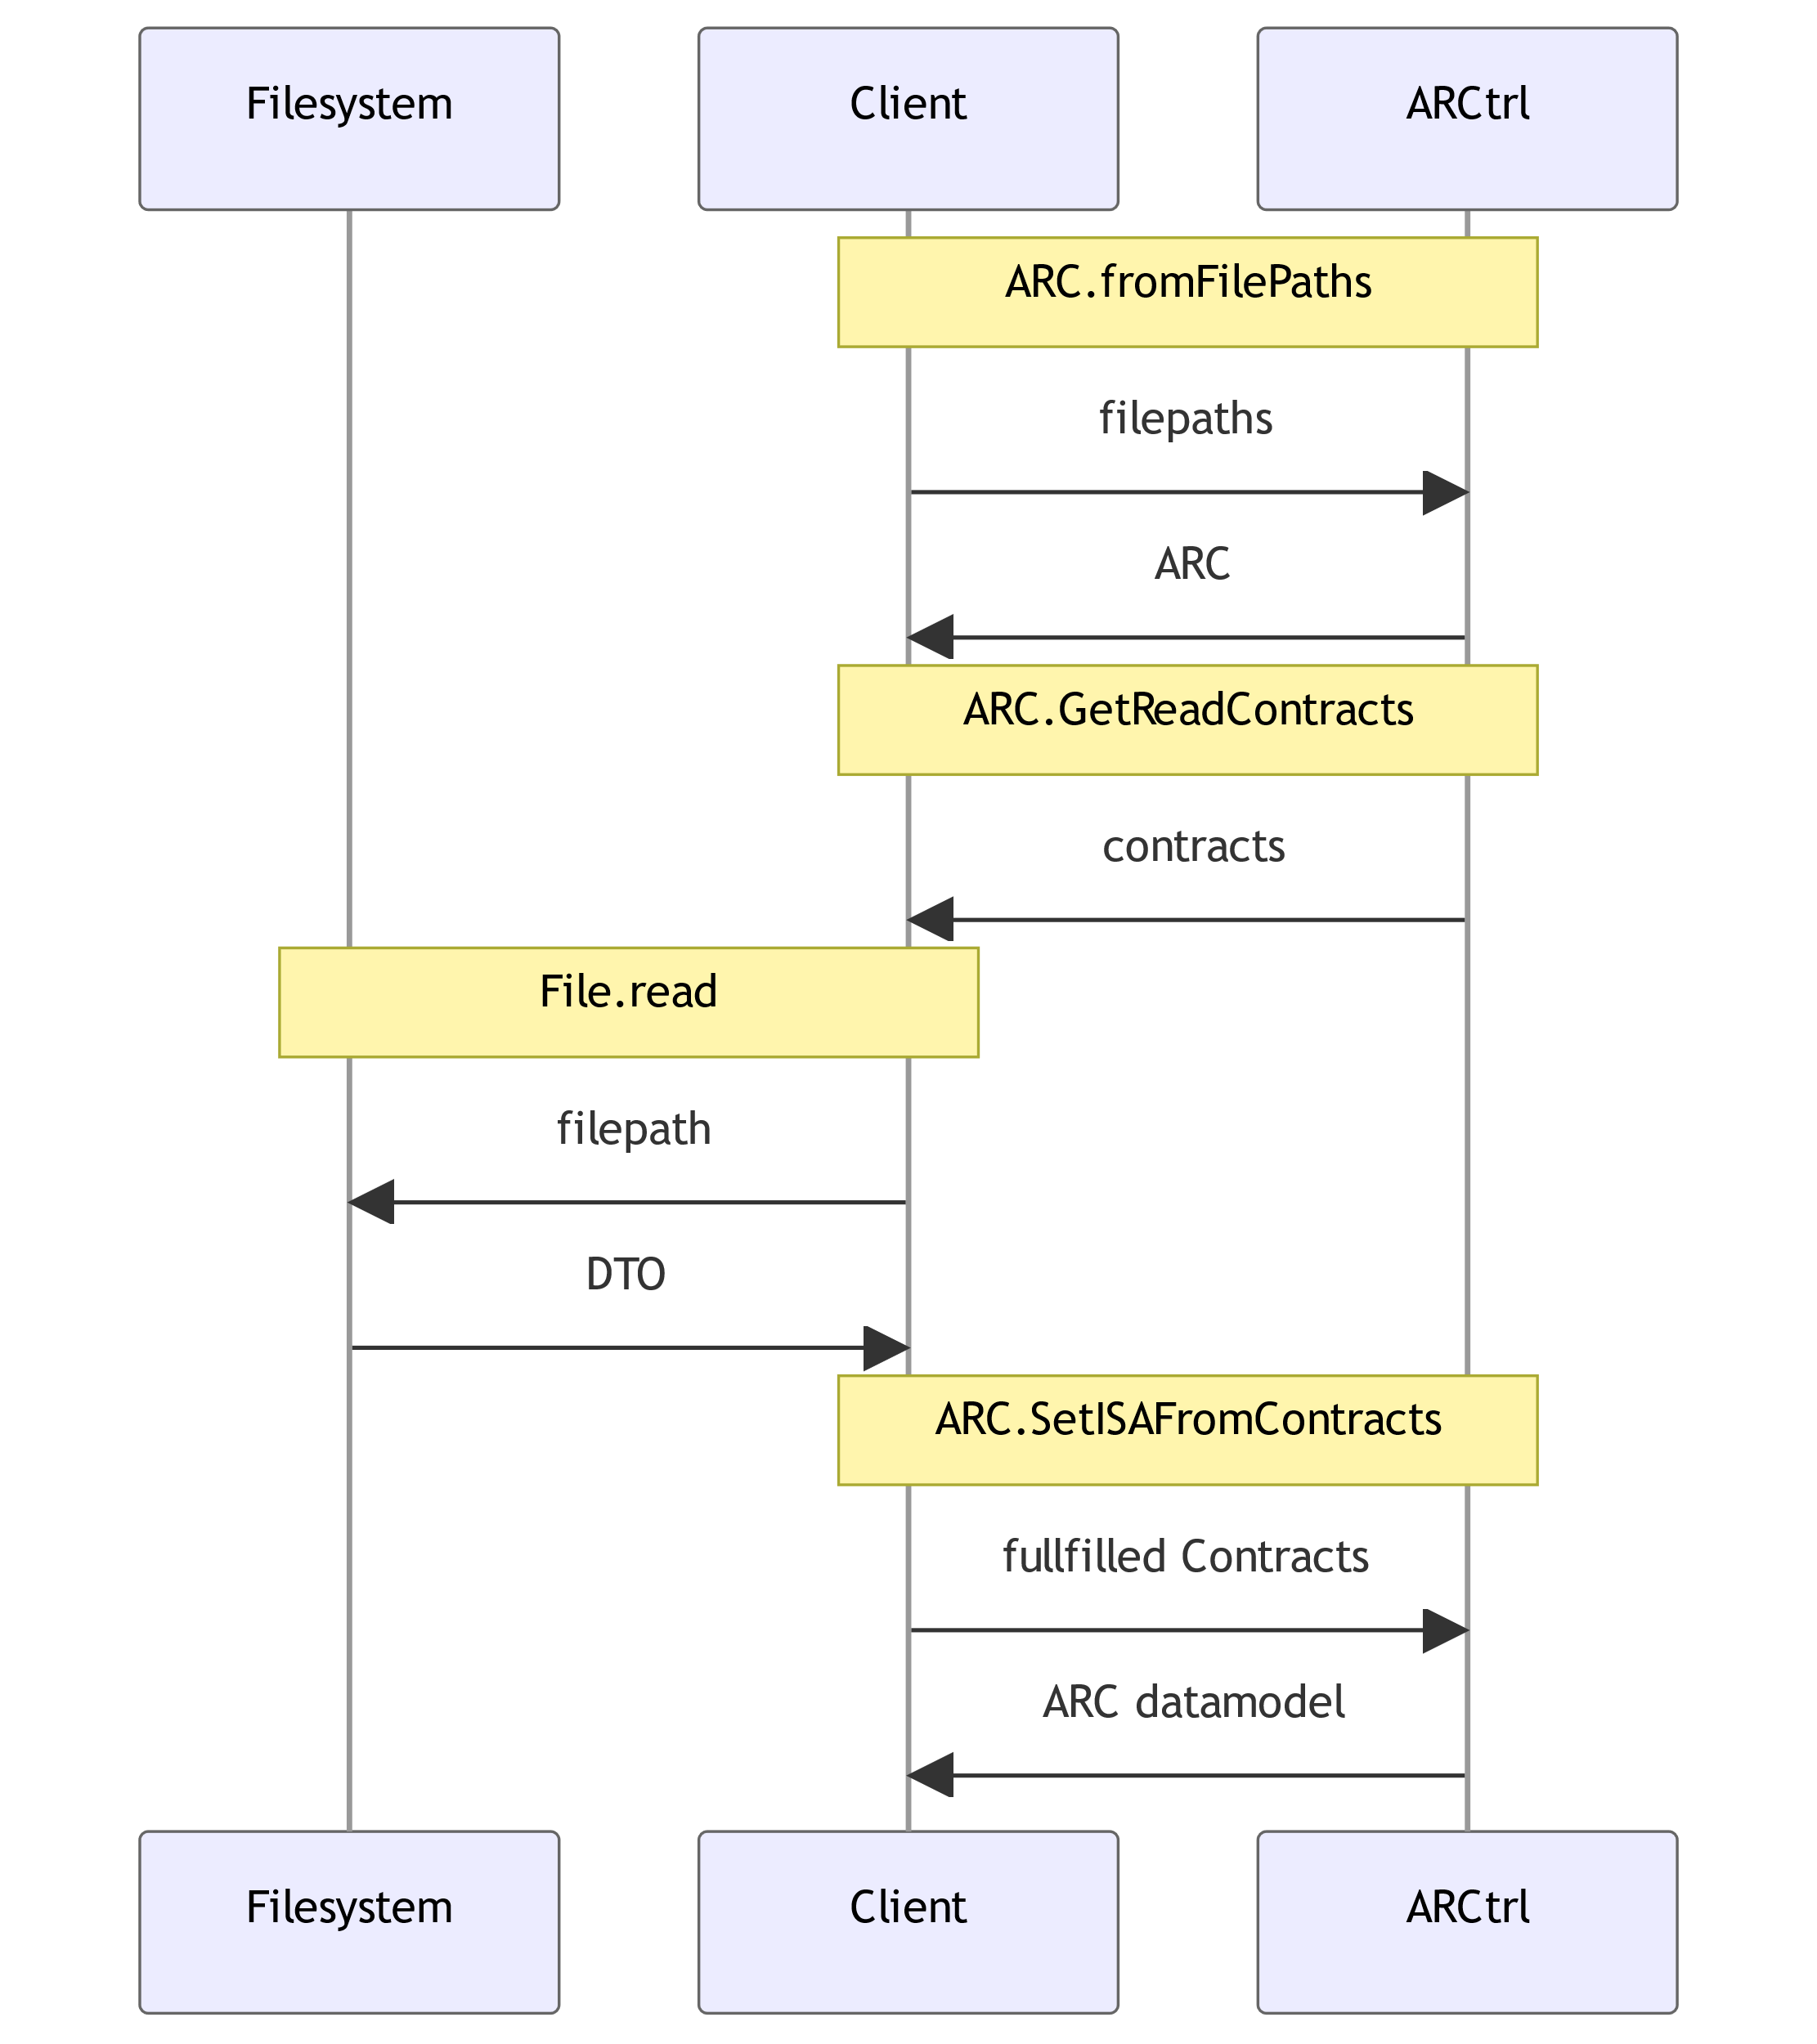 Filesystem
Client
ARCtrl
ARC.fromFilePaths
filepaths
ARC
ARC.GetReadContracts
contracts
File.read
filepath
DTO
ARC.SetISAFromContracts
fullfilled Contracts
ARC datamodel
Filesystem
Client
ARCtrl